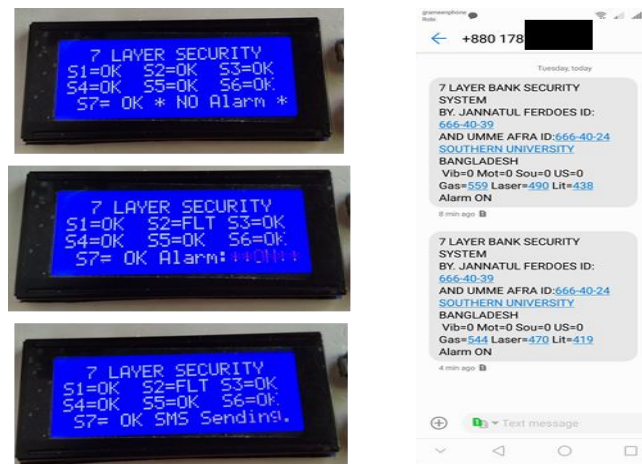 7 LAYER SECURITY
S1=OK S2=OK S3=OK
S4=OK S5=OK S6=OK
S7= OK * NO Alarm *
7 LAYER SECURITY
S1=OK S2=FLT S3=OK
S4=OK S5=OK S6=OK
S7= OK Alarm:**ON**
7 LAYER SECURITY
S1=OK S2=FLT S3=OK
S4=OK S5=OK S6=OK
S7= OK SMS Sending.
grameenphone
Robi
+880 178
Tuesday, today
7 LAYER BANK SECURITY
SYSTEM
BY. JANNATUL FERDOES ID:
666-40-39
AND UMME AFRA ID:666-40-24
SOUTHERN UNIVERSITY
BANGLADESH
Vib=0 Mot=0 Sou=0 US=0
Gas=559 Laser=490 Lit=438
Alarm ON
8 min ago
7 LAYER BANK SECURITY
SYSTEM
BY. JANNATUL FERDOES ID:
666-40-39
AND UMME AFRA ID:666-40-24
SOUTHERN UNIVERSITY
BANGLADESH
Vib=0 Mot=0 Sou=0 US=0
Gas=544 Laser=470 Lit=419
Alarm ON
4 min ago
Text message